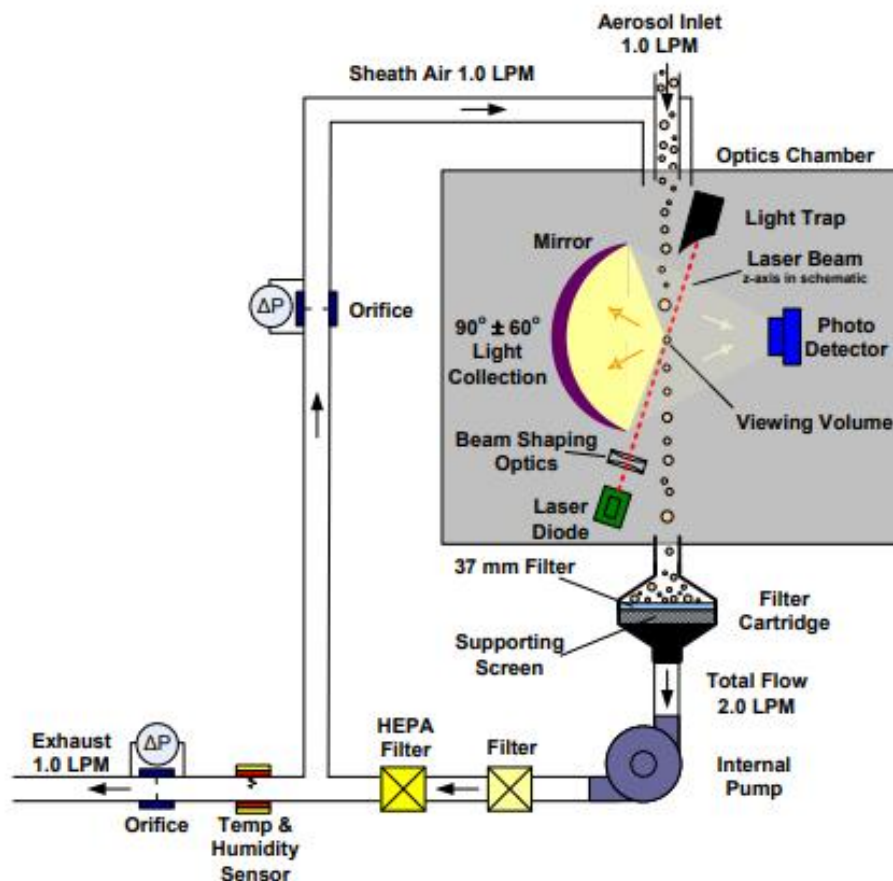 Aerosol Inlet
1.0 LPM
Sheath Air 1.0 LPM
Optics Chamber
Light Trap
Mirror
Laser Beam
z-axis in schematic
ΔP
Orifice
90° ± 60°
Light
Collection
Photo
Detector
Viewing Volume
Beam Shaping
Optics
Laser
Diode
37 mm Filter
Filter
Cartridge
Supporting
Screen
Total Flow
2.0 LPM
HEPA
Filter
Filter
Exhaust
1.0 LPM
ΔP
Internal
Pump
Orifice
Temp &
Humidity
Sensor